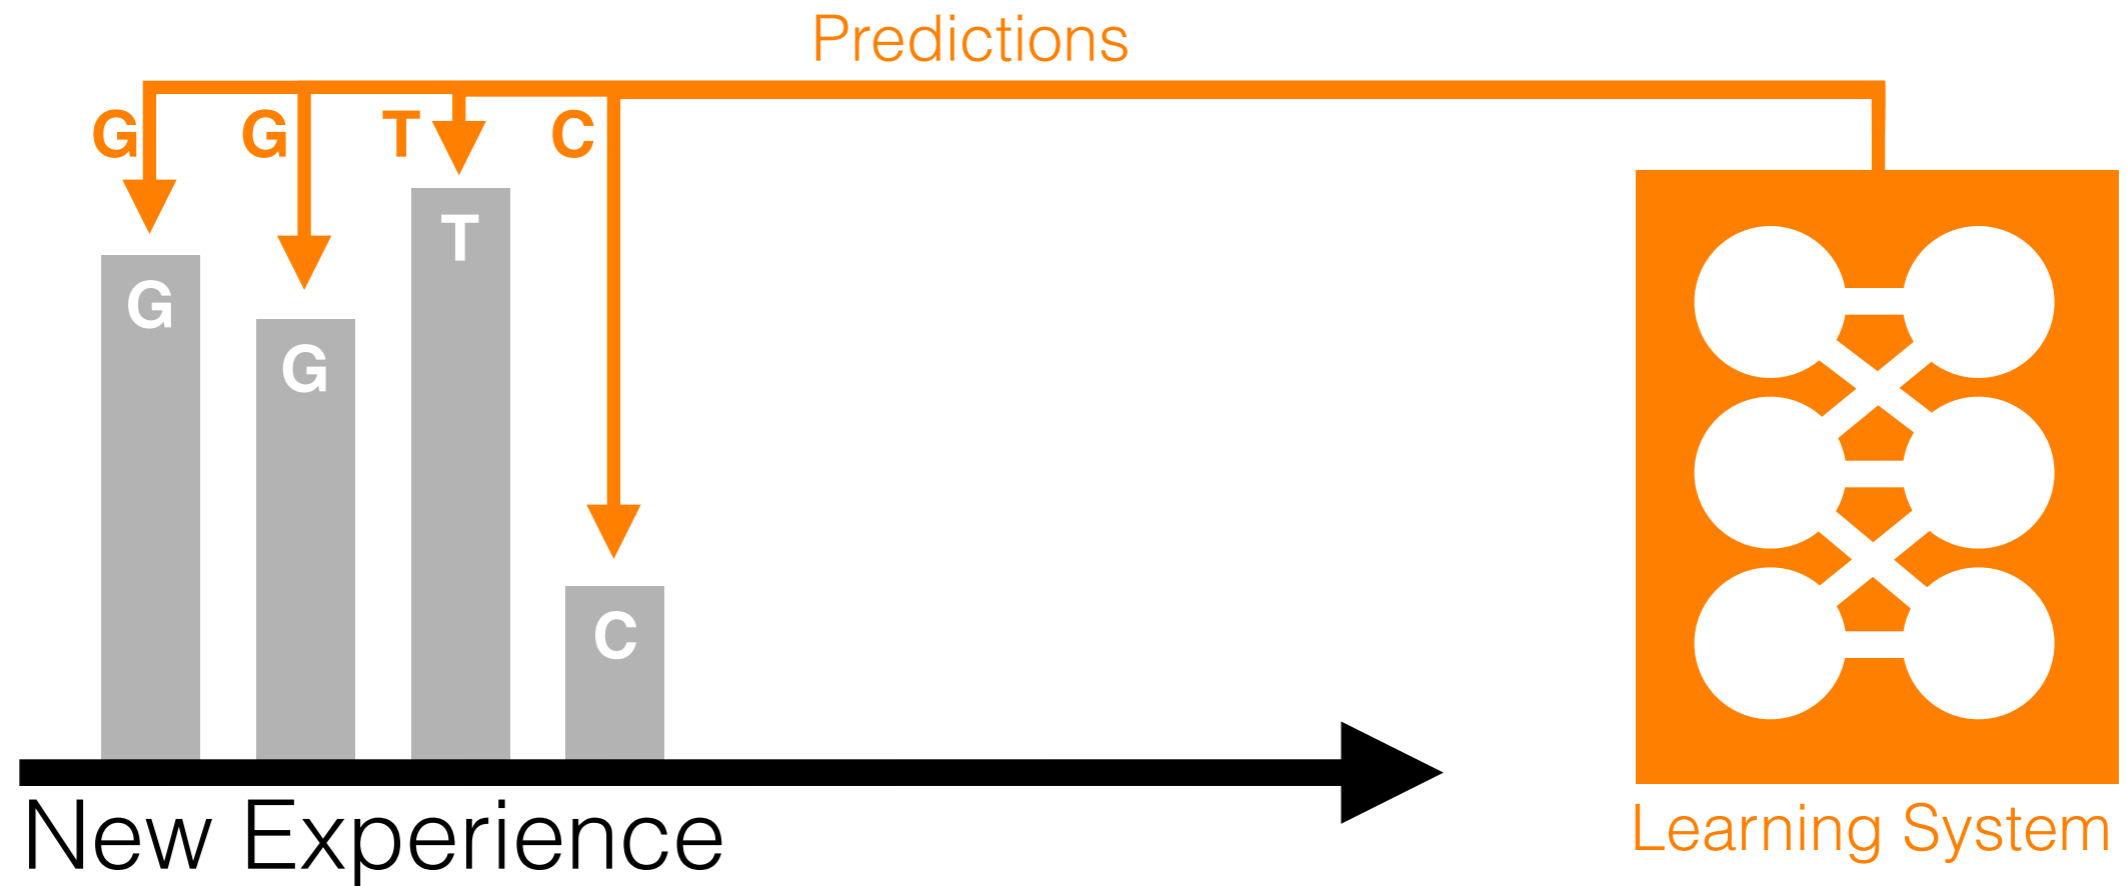 Predictions
G G T C
G
G
T
C
New Experience
Learning System